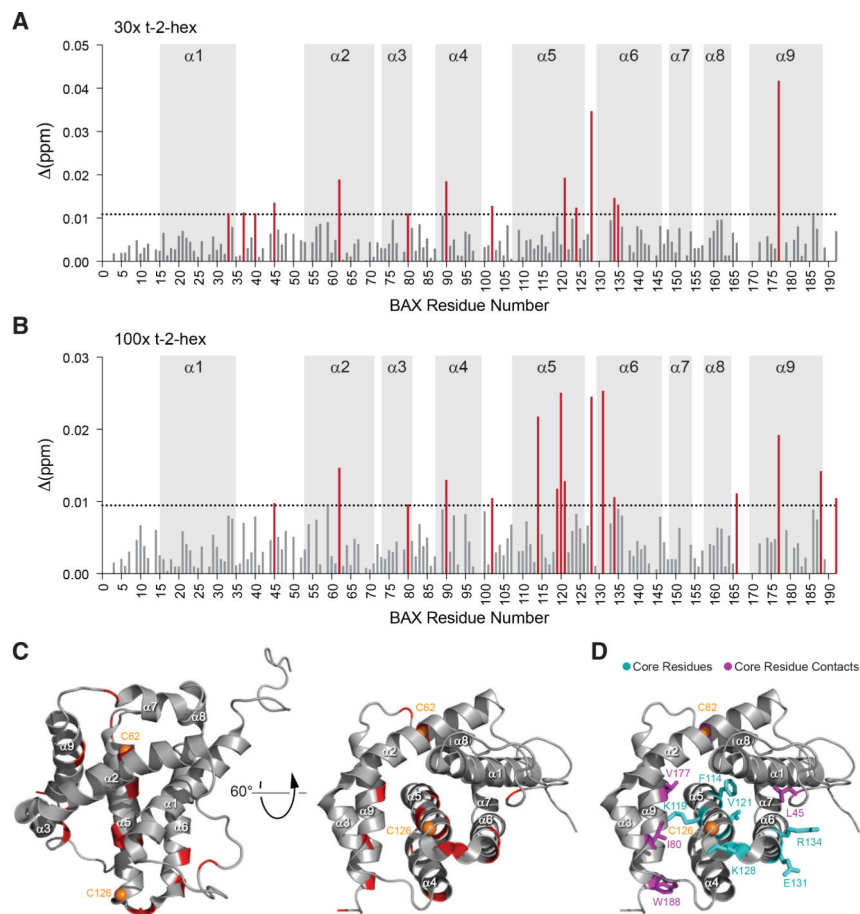 A
30x t-2-hex
α1 α2 α3 α4 α5 α6 α7 α8 α9
0.05
0.04
0.03
0.02
0.01
0.00
Δ(ppm)
0 5 10 15 20 25 30 35 40 45 50 55 60 65 70 75 80 85 90 95 100 105 110 115 120 125 130 135 140 145 150 155 160 165 170 175 180 185 190
BAX Residue Number
B
100x t-2-hex
α1 α2 α3 α4 α5 α6 α7 α8 α9
0.03
0.02
0.01
0.00
Δ(ppm)
0 5 10 15 20 25 30 35 40 45 50 55 60 65 70 75 80 85 90 95 100 105 110 115 120 125 130 135 140 145 150 155 160 165 170 175 180 185 190
BAX Residue Number
C
α7
α8
α9
C62
α2
α1
α5
α3
α6
C126
60°
C62
α2
α8
α1
α5
α7
α9
α6
α3
C126
α4
D
Core Residues Core Residue Contacts
C62
α2
α8
α1
V177
F114
α5
K119
V121
α7
L45
α9
C126
α6
α3
I80
R134
K128
E131
α4
W188